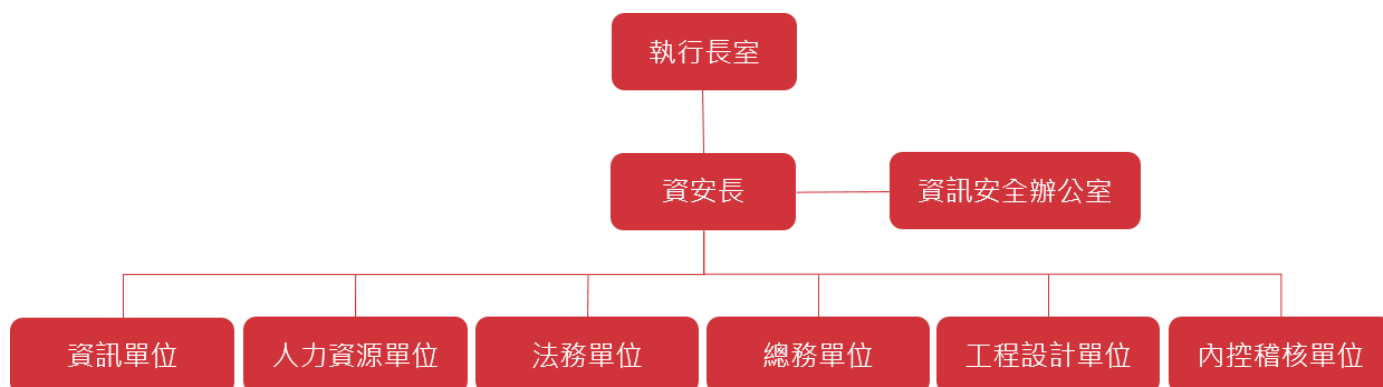 執行長室
資安長
資訊安全辦公室
資訊單位
人力資源單位
法務單位
總務單位
工程設計單位
內控稽核單位